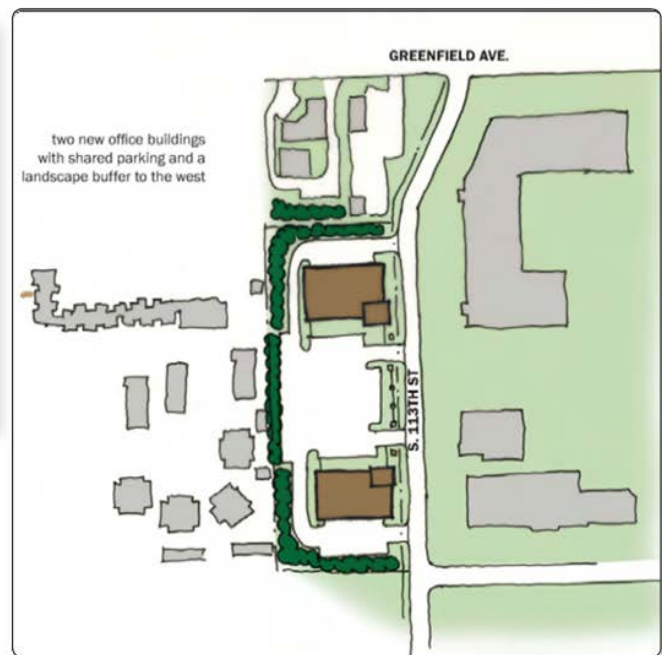 GREENFIELD AVE.
two new office buildings
with shared parking and a
landscape buffer to the west
S. 113TH ST